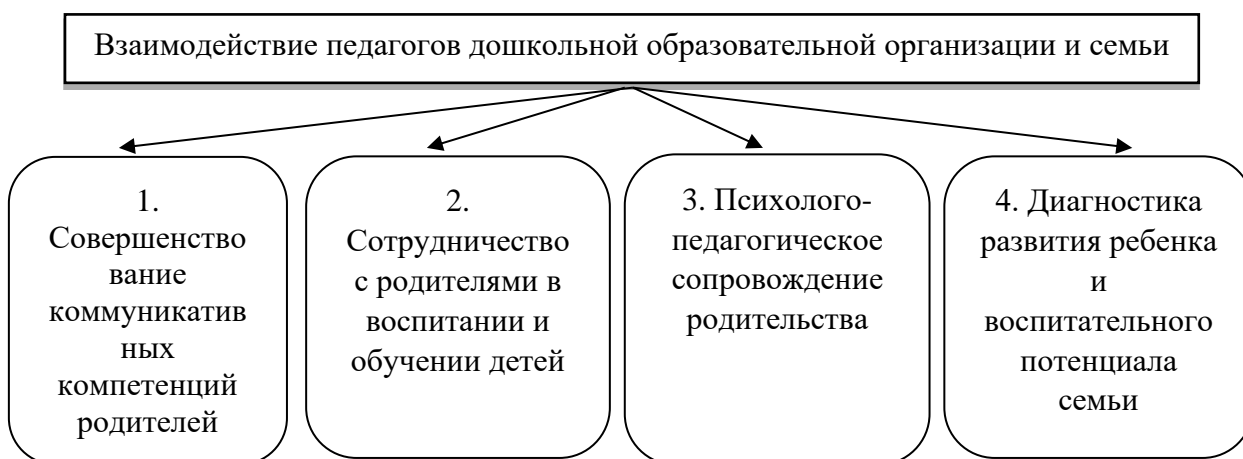 Взаимодействие педагогов дошкольной образовательной организации и семьи
1.
Совершенство
вание
коммуникатив
ных
компетенций
родителей
2.
Сотрудничество
с родителями в
воспитании и
обучении детей
3. Психолого-
педагогическое
сопровождение
родительства
4. Диагностика
развития ребенка
и
воспитательного
потенциала
семьи